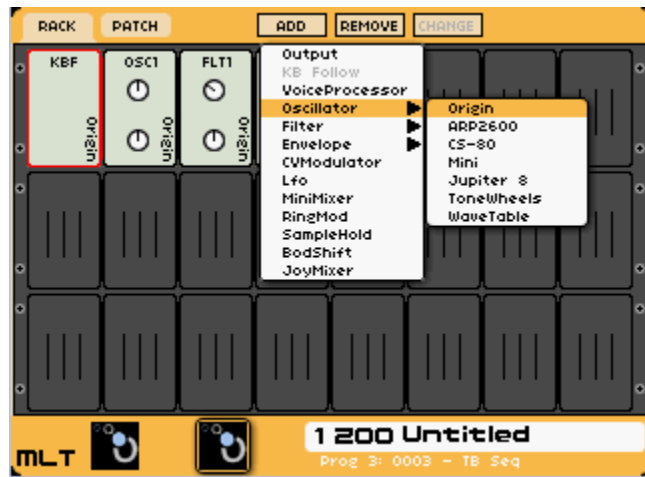 RACK PATCH ADD REMOVE CHANGE
KBF OSC1 FLT1
Origin Origin Origin
Output
KB Follow
VoiceProcessor
Oscillator
Filter
Envelope
CVModulator
Lfo
MiniMixer
RingMod
SampleHold
BodShift
JoyMixer
Origin
ARP2600
CS-80
Mini
Jupiter 8
ToneWheels
WaveTable
MLT
1 200 Untitled
Prog 3: 0003 - TB Seq